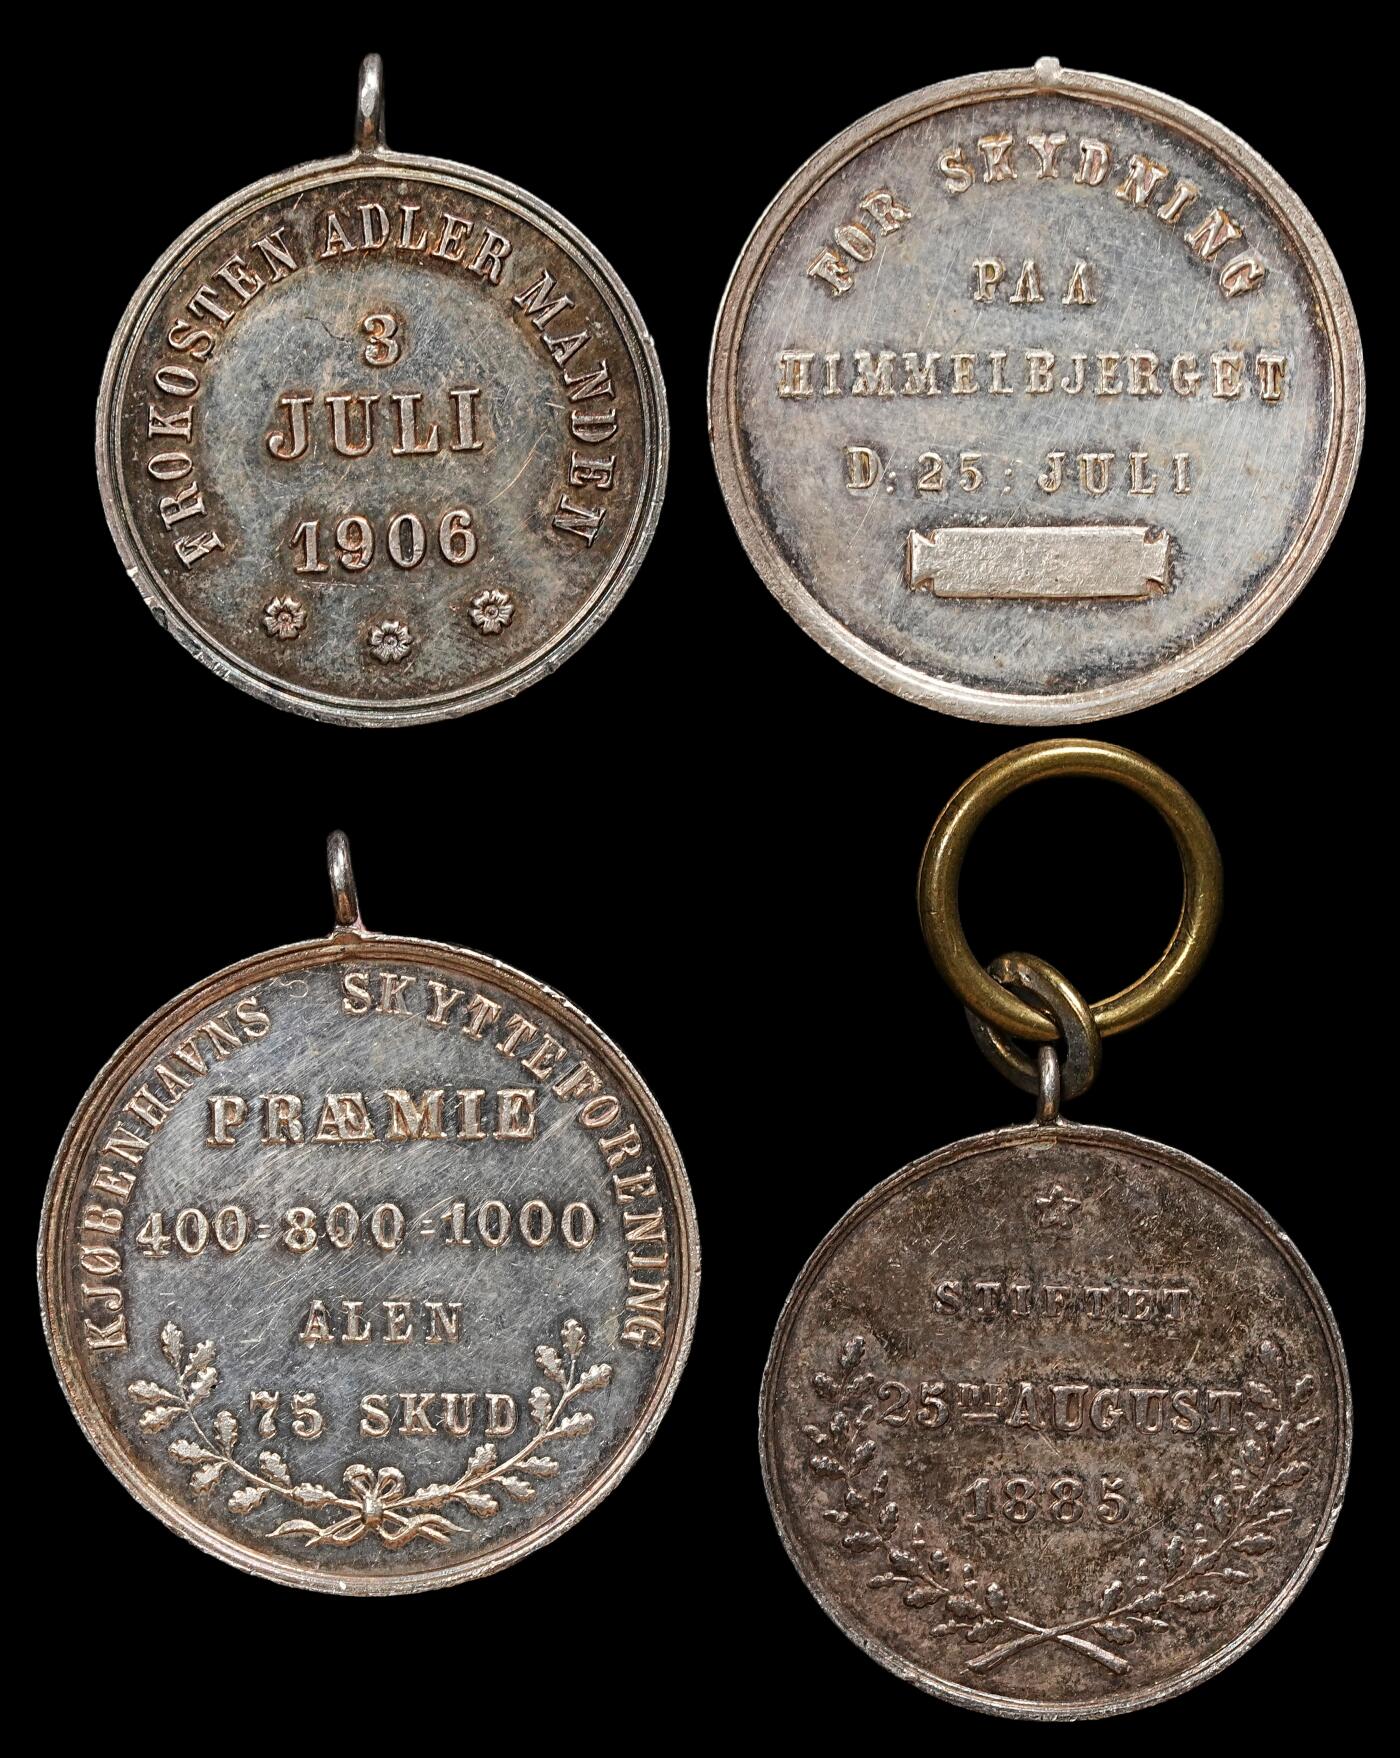 FROKOSTEN ADLER MANDEN
3
JULI
1906
FOR SKYDNING
PAA
HIMMELBJERGET
D: 25: JULI
KJØBENHAVNS SKYTTEFORENING
PRÆMIE
400=800=1000
ALEN
75 SKUD
STIFTET
25DE AUGUST
1885